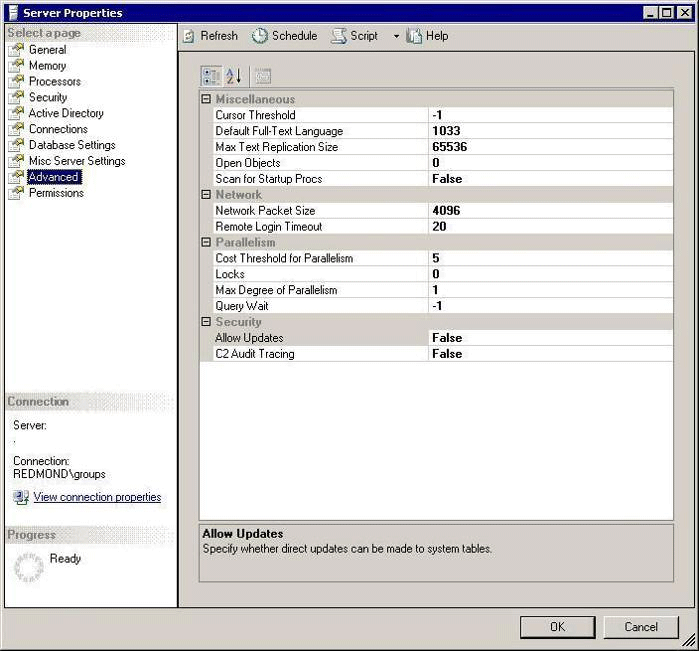 Server Properties
Select a page
General
Memory
Processors
Security
Active Directory
Connections
Database Settings
Misc Server Settings
Advanced
Permissions
Connection
Server:
.
Connection:
REDMOND\groups
View connection properties
Progress
Ready
Refresh Schedule Script Help
Miscellaneous
Cursor Threshold -1
Default Full-Text Language 1033
Max Text Replication Size 65536
Open Objects 0
Scan for Startup Procs False
Network
Network Packet Size 4096
Remote Login Timeout 20
Parallelism
Cost Threshold for Parallelism 5
Locks 0
Max Degree of Parallelism 1
Query Wait -1
Security
Allow Updates False
C2 Audit Tracing False
Allow Updates
Specify whether direct updates can be made to system tables.
OK Cancel